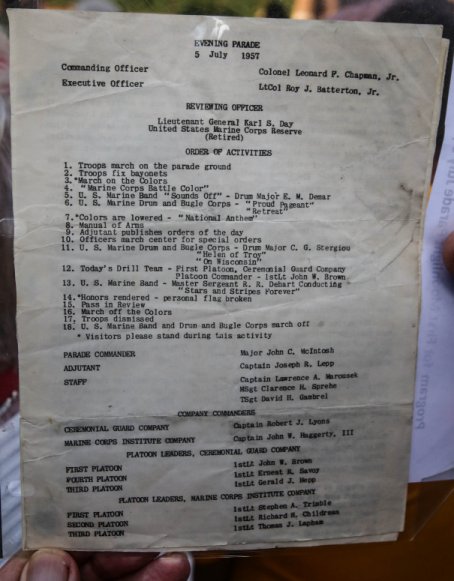 EVENING PARADE
5 July 1957
Commanding Officer Colonel Leonard F. Chapman, Jr.
Executive Officer LtCol Roy J. Batterton, Jr.
REVIEWING OFFICER
Lieutenant General Karl S. Day
United States Marine Corps Reserve
(Retired)
ORDER OF ACTIVITIES
1. Troops march on the parade ground
2. Troops fix bayonets
3.*March on the Colors
4. "Marine Corps Battle Color"
5. U. S. Marine Band "Sounds Off" - Drum Major E. M. Demar
6. U. S. Marine Drum and Bugle Corps - "Proud Pageant"
"Retreat"
7.*Colors are lowered - "National Anthem"
8. Manual of Arms
9. Adjutant publishes orders of the day
10. Officers march center for special orders
11. U. S. Marine Drum and Bugle Corps - Drum Major C. G. Stergiou
"Helen of Troy"
"On Wisconsin"
12. Today's Drill Team - First Platoon, Ceremonial Guard Company
Platoon Commander - 1stLt John W. Brown
13. U. S. Marine Band - Master Sergeant R. R. Dehart Conducting
"Stars and Stripes Forever"
14.*Honors rendered - personal flag broken
15. Pass in Review
16. March off the Colors
17. Troops dismissed
18. U. S. Marine Band and Drum and Bugle Corps march off
* Visitors please stand during this activity
PARADE COMMANDER Major John C. McIntosh
ADJUTANT Captain Joseph R. Lepp
STAFF Captain Lawrence A. Marousek
MSgt Clarence H. Sprehe
TSgt David H. Gambrel
COMPANY COMMANDERS
CEREMONIAL GUARD COMPANY Captain Robert J. Lyons
MARINE CORPS INSTITUTE COMPANY Captain John W. Haggerty, III
PLATOON LEADERS, CEREMONIAL GUARD COMPANY
FIRST PLATOON 1stLt John W. Brown
FOURTH PLATOON 1stLt Ernest R. Savoy
THIRD PLATOON 1stLt Gerald J. Hepp
PLATOON LEADERS, MARINE CORPS INSTITUTE COMPANY
FIRST PLATOON 1stLt Stephen A. Trimble
SECOND PLATOON 1stLt Richard H. Childress
THIRD PLATOON 1stLt Thomas J. Lapham